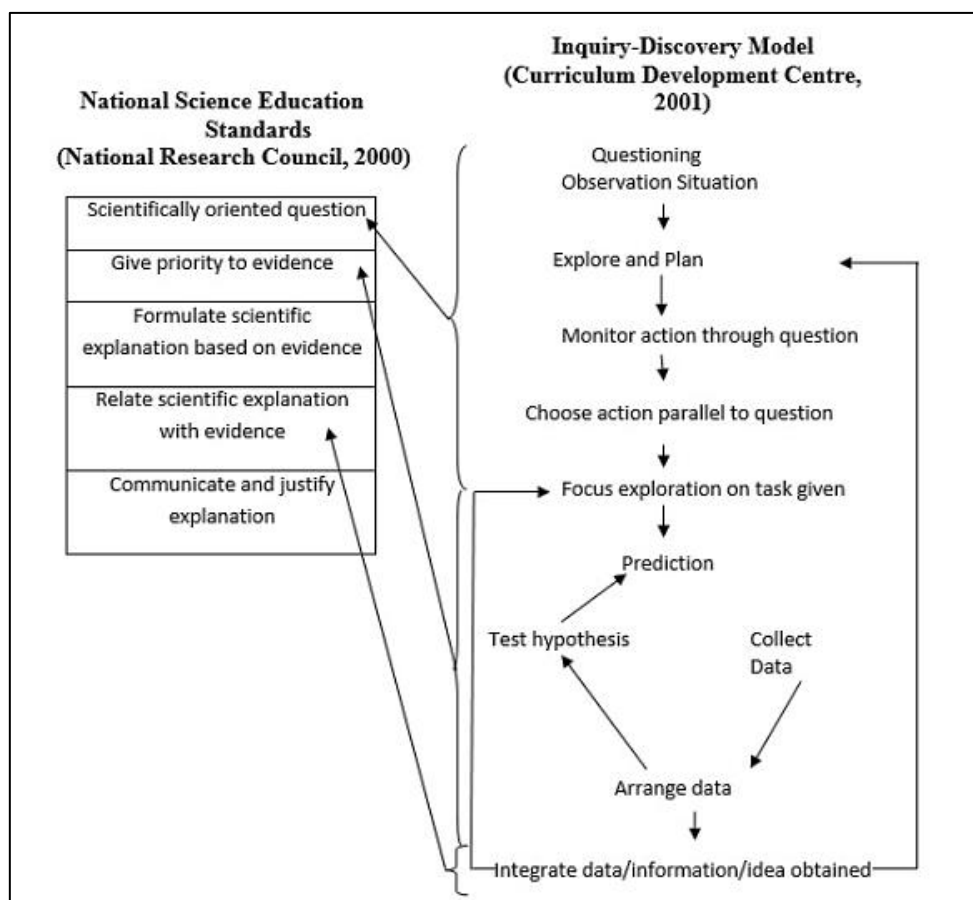 National Science Education
Standards
(National Research Council, 2000)
Scientifically oriented question
Give priority to evidence
Formulate scientific
explanation based on evidence
Relate scientific explanation
with evidence
Communicate and justify
explanation
Inquiry-Discovery Model
(Curriculum Development Centre,
2001)
Questioning
Observation Situation
Explore and Plan
Monitor action through question
Choose action parallel to question
Focus exploration on task given
Prediction
Test hypothesis
Collect
Data
Arrange data
Integrate data/information/idea obtained